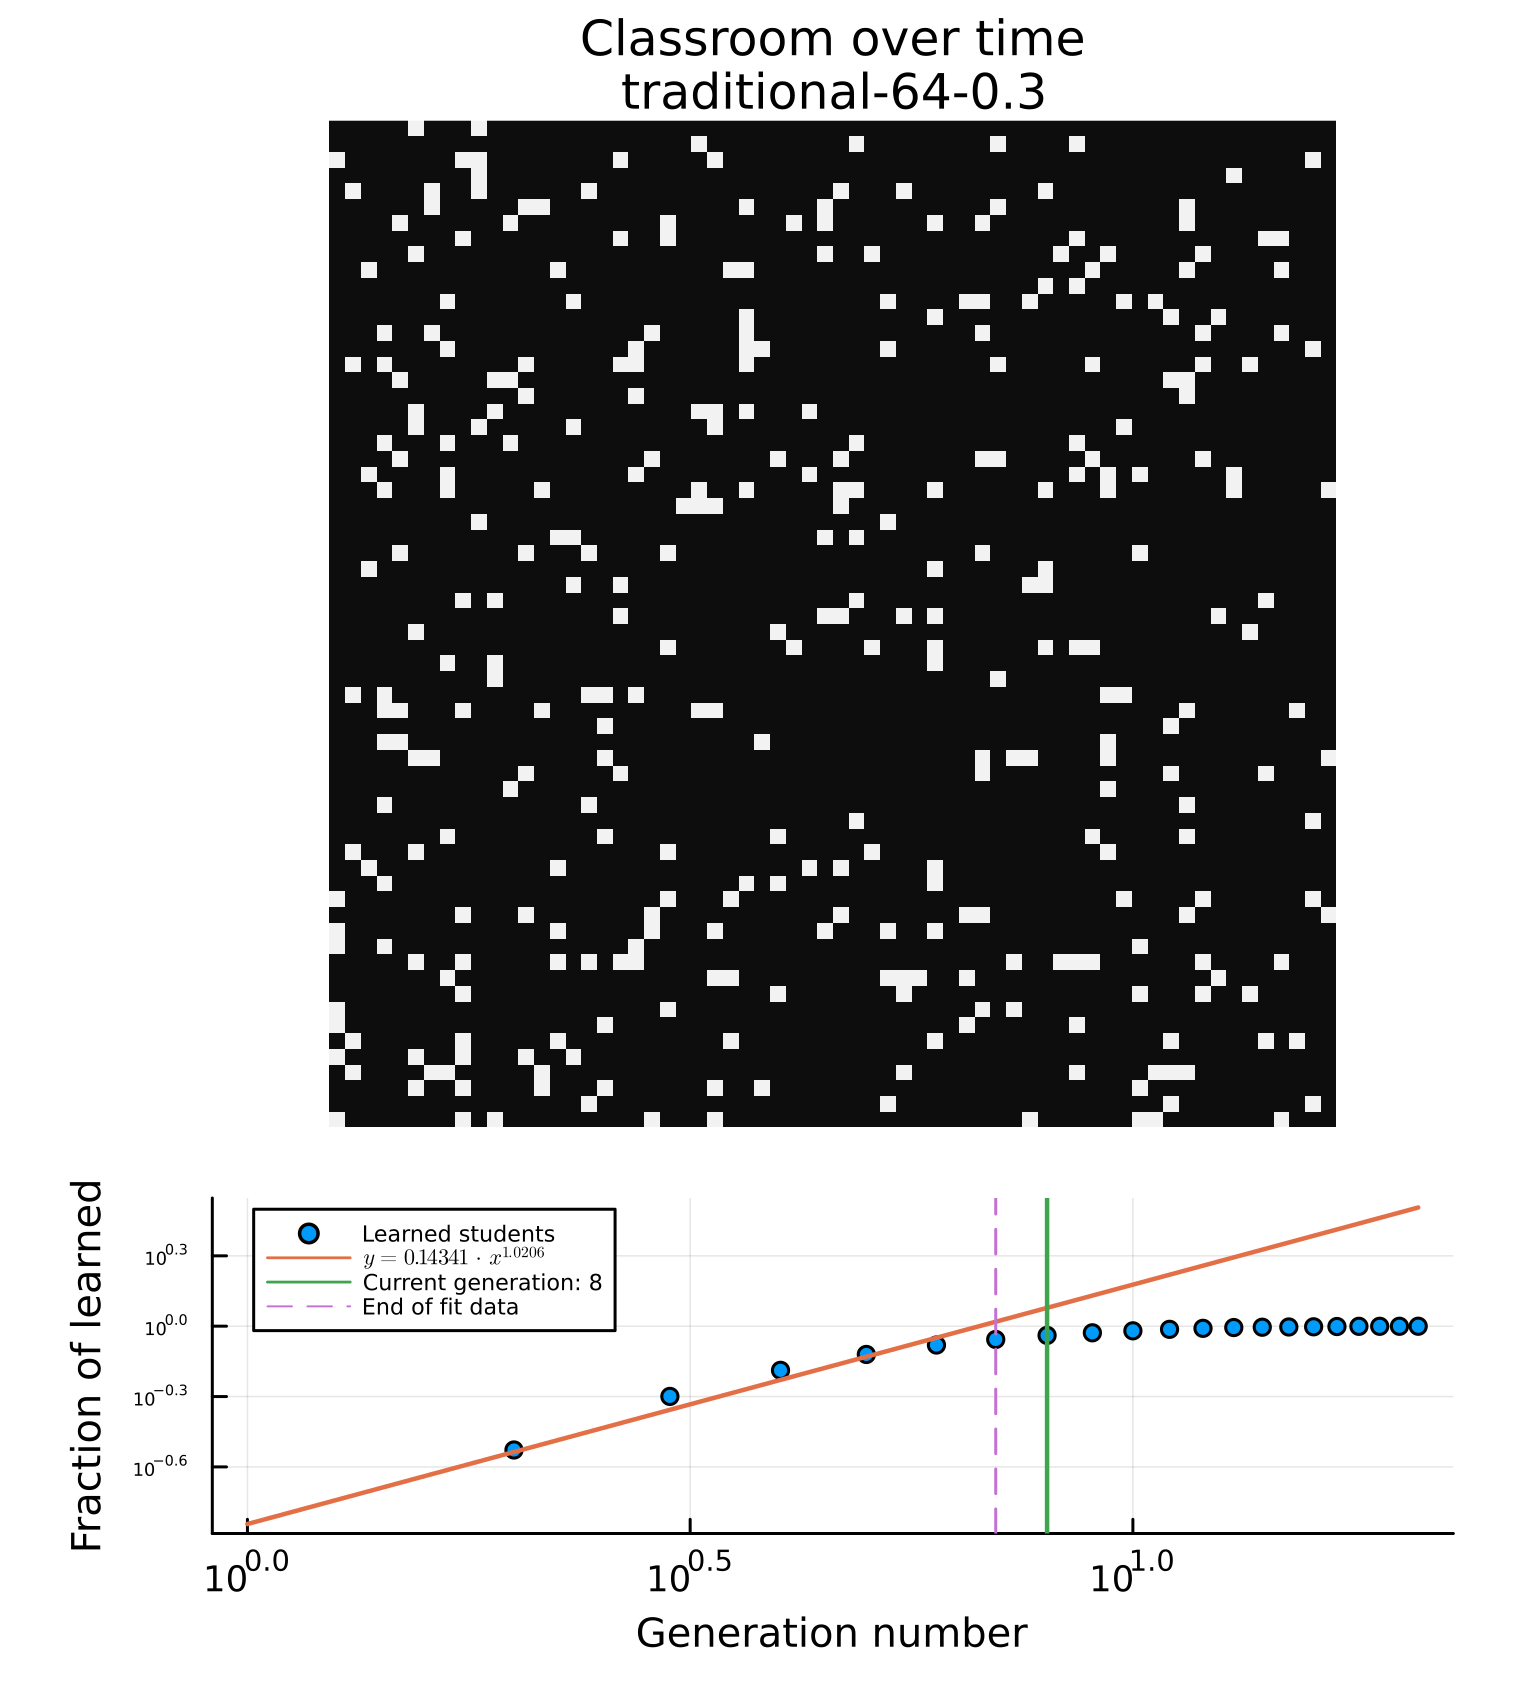 Classroom over time
traditional-64-0.3
Fraction of learned
10^0.3
10^0.0
10^−0.3
10^−0.6
Learned students
y = 0.14341 · x^1.0206
Current generation: 8
End of fit data
10^0.0 10^0.5 10^1.0
Generation number